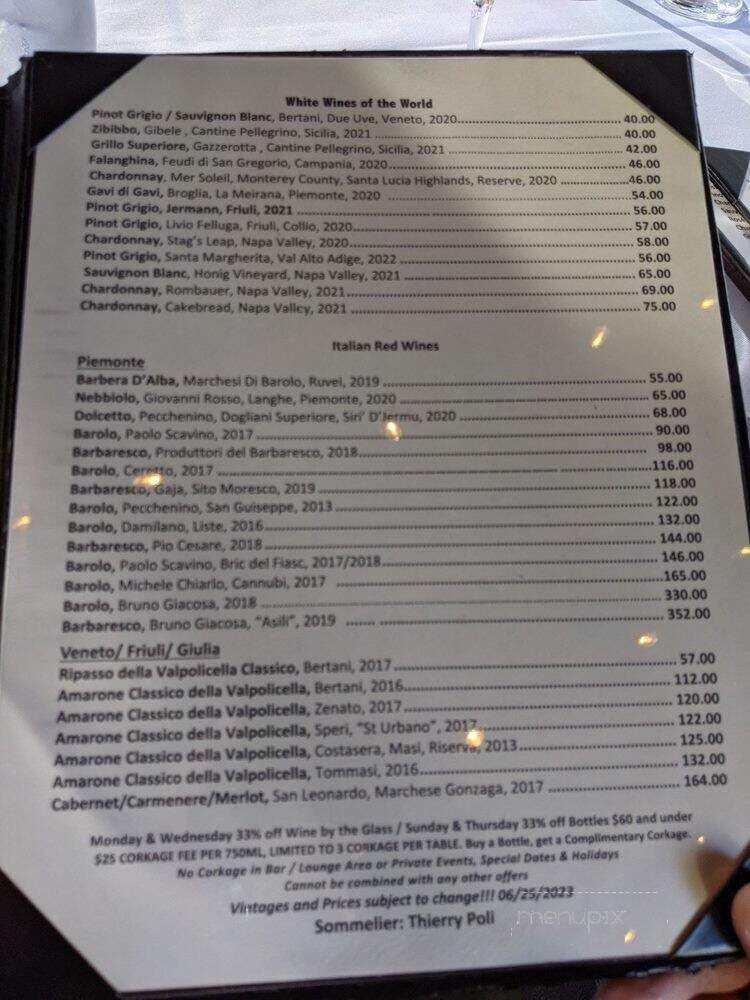 White Wines of the World
Pinot Grigio / Sauvignon Blanc, Bertani, Due Uve, Veneto, 2020 40.00
Zibibbo, Gibele , Cantine Pellegrino, Sicilia, 2021 40.00
Grillo Superiore, Gazzerotta , Cantine Pellegrino, Sicilia, 2021 42.00
Falanghina, Feudi di San Gregorio, Campania, 2020 46.00
Chardonnay, Mer Soleil, Monterey County, Santa Lucia Highlands, Reserve, 2020 46.00
Gavi di Gavi, Broglia, La Meirana, Piemonte, 2020 54.00
Pinot Grigio, Jermann, Friuli, 2021 56.00
Pinot Grigio, Livio Felluga, Friuli, Collio, 2020 57.00
Chardonnay, Stag's Leap, Napa Valley, 2020 58.00
Pinot Grigio, Santa Margherita, Val Alto Adige, 2022 56.00
Sauvignon Blanc, Honig Vineyard, Napa Valley, 2021 65.00
Chardonnay, Rombauer, Napa Valley, 2021 69.00
Chardonnay, Cakebread, Napa Valley, 2021 75.00
Italian Red Wines
Piemonte
Barbera D'Alba, Marchesi Di Barolo, Ruvei, 2019 55.00
Nebbiolo, Giovanni Rosso, Langhe, Piemonte, 2020 65.00
Dolcetto, Pecchenino, Dogliani Superiore, Siri' D'Jermu, 2020 68.00
Barolo, Paolo Scavino, 2017 90.00
Barbaresco, Produttori del Barbaresco, 2018 98.00
Barolo, Ceretto, 2017 116.00
Barbaresco, Gaja, Sito Moresco, 2019 118.00
Barolo, Pecchenino, San Guiseppe, 2013 122.00
Barolo, Damilano, Liste, 2016 132.00
Barbaresco, Pio Cesare, 2018 144.00
Barolo, Paolo Scavino, Bric del Fiasc, 2017/2018 146.00
Barolo, Michele Chiarlo, Cannubi, 2017 165.00
Barolo, Bruno Giacosa, 2018 330.00
Barbaresco, Bruno Giacosa, "Asili", 2019 352.00
Veneto/ Friuli/ Giulia
Ripasso della Valpolicella Classico, Bertani, 2017 57.00
Amarone Classico della Valpolicella, Bertani, 2016 112.00
Amarone Classico della Valpolicella, Zenato, 2017 120.00
Amarone Classico della Valpolicella, Speri, "St Urbano", 2017 122.00
Amarone Classico della Valpolicella, Costasera, Masi, Riserva, 2013 125.00
Amarone Classico della Valpolicella, Tommasi, 2016 132.00
Cabernet/Carmenere/Merlot, San Leonardo, Marchese Gonzaga, 2017 164.00
Monday & Wednesday 33% off Wine by the Glass / Sunday & Thursday 33% off Bottles $60 and under
$25 CORKAGE FEE PER 750ML, LIMITED TO 3 CORKAGE PER TABLE. Buy a Bottle, get a Complimentary Corkage.
No Corkage in Bar / Lounge Area or Private Events, Special Dates & Holidays
Cannot be combined with any other offers
Vintages and Prices subject to change!!! 06/25/2023
Sommelier: Thierry Poli
menupix